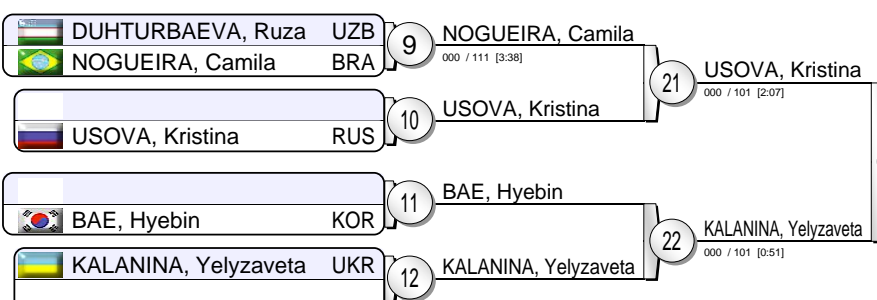 DUHTURBAEVA, Ruza UZB
NOGUEIRA, Camila BRA
9
NOGUEIRA, Camila
000 / 111 [3:38]
USOVA, Kristina RUS
10
USOVA, Kristina
21
USOVA, Kristina
000 / 101 [2:07]
BAE, Hyebin KOR
11
BAE, Hyebin
KALANINA, Yelyzaveta UKR
12
KALANINA, Yelyzaveta
22
KALANINA, Yelyzaveta
000 / 101 [0:51]